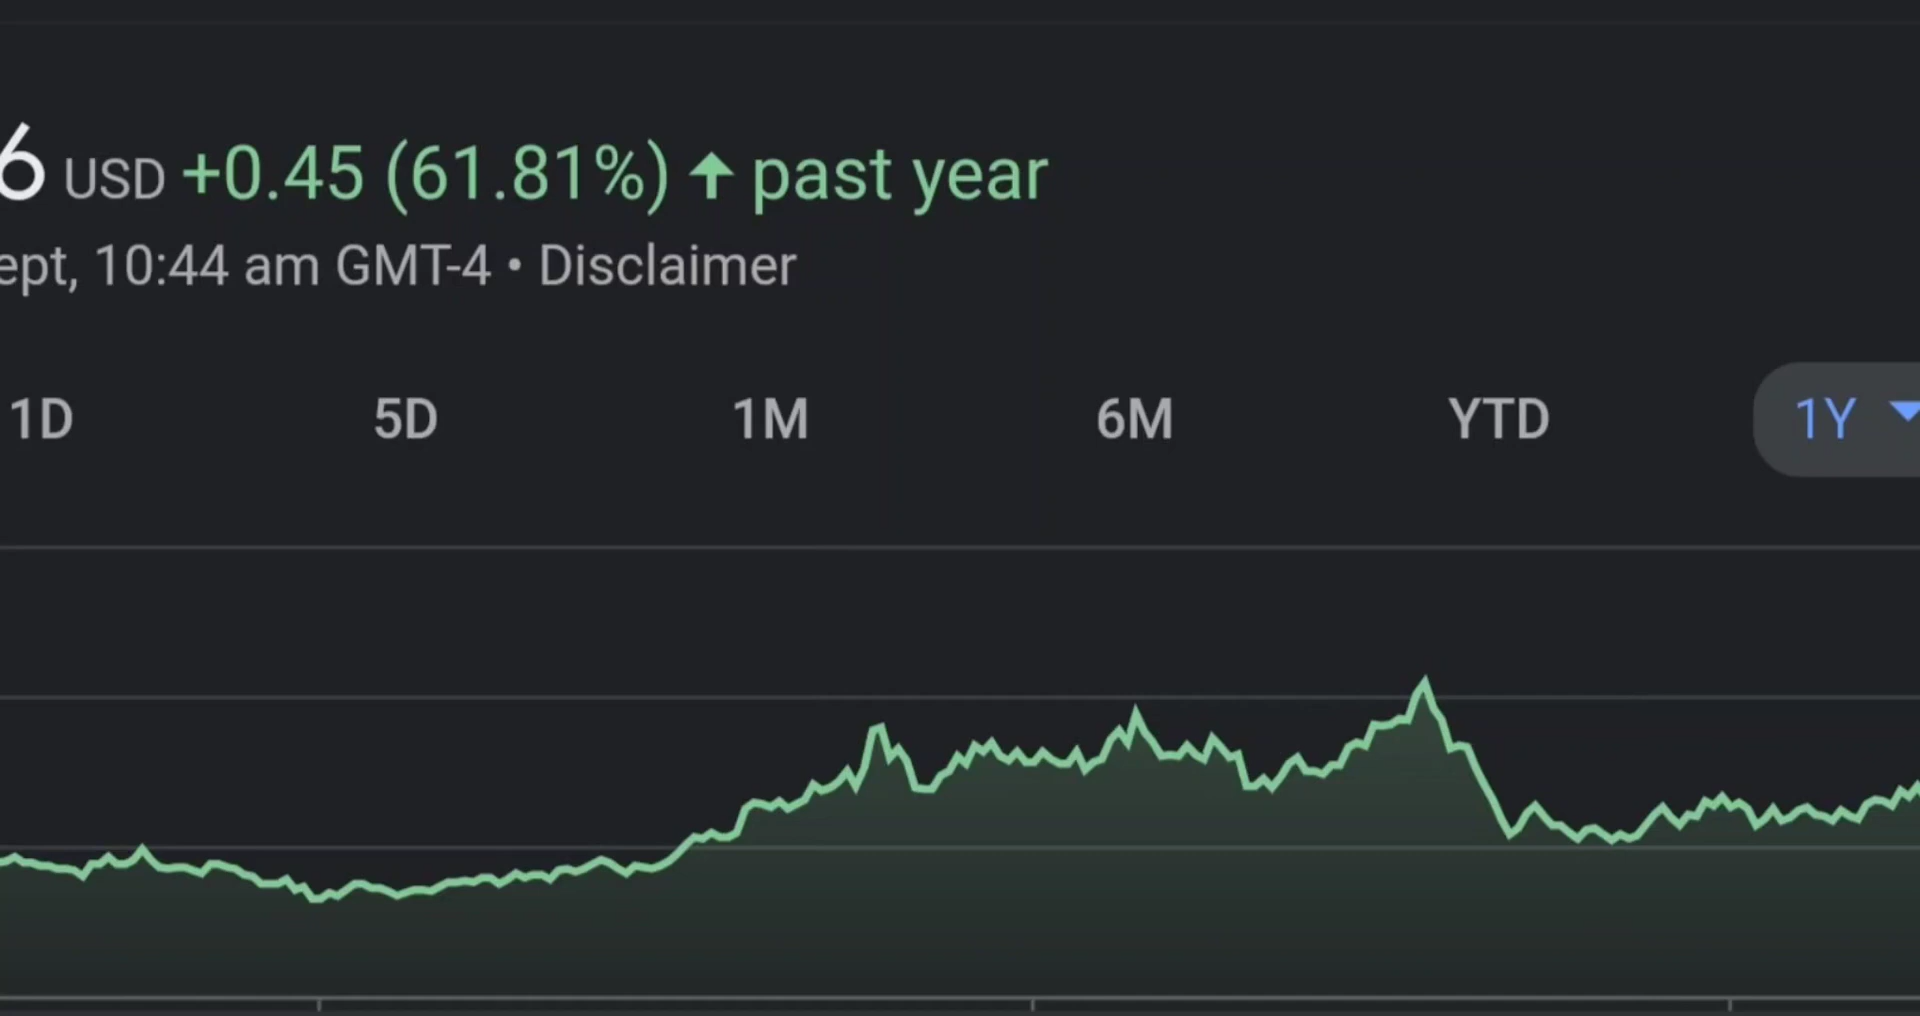 6 USD +0.45 (61.81%) ↑ past year
ept, 10:44 am GMT-4 • Disclaimer
1D 5D 1M 6M YTD 1Y